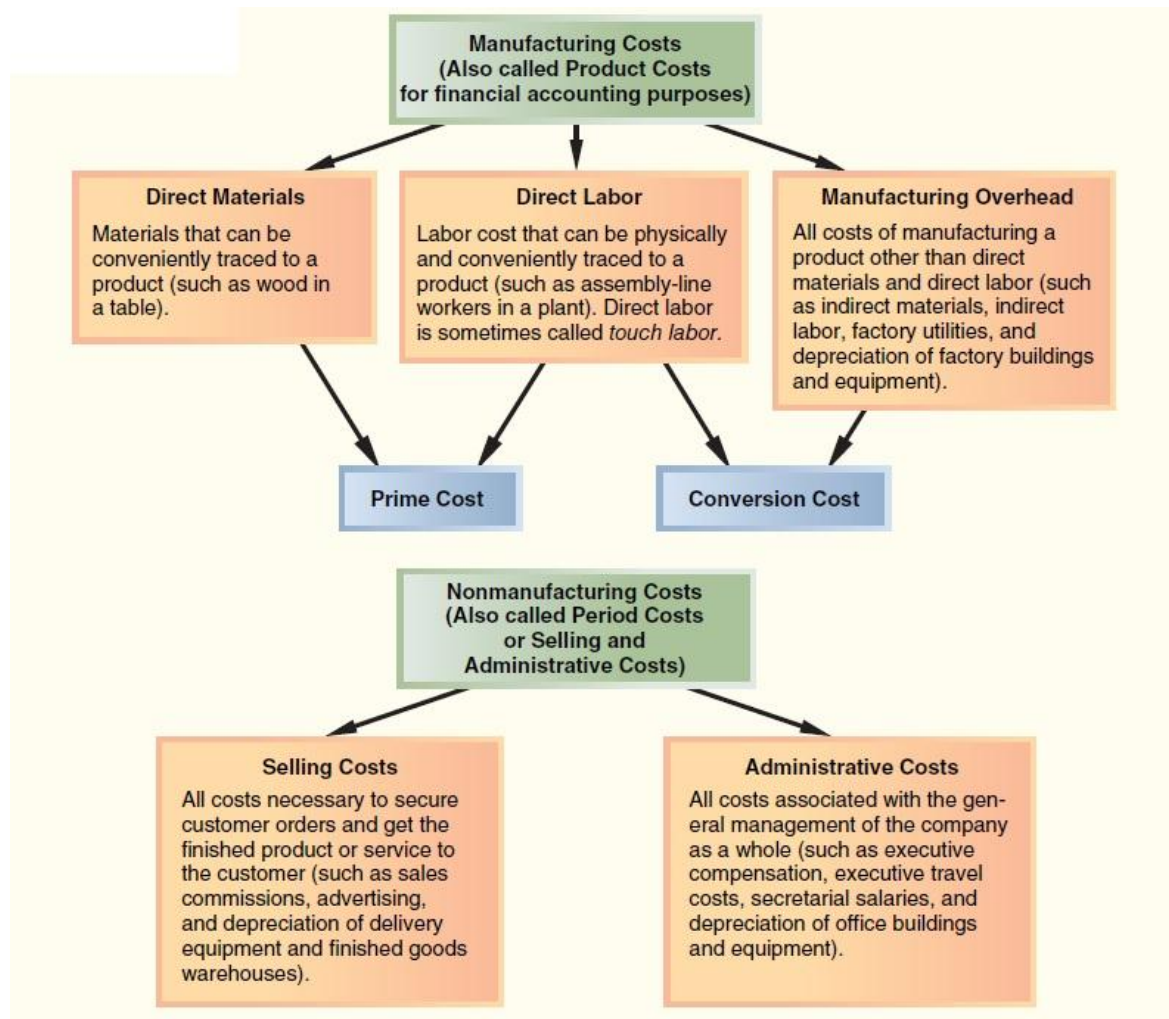 Manufacturing Costs
(Also called Product Costs
for financial accounting purposes)
Direct Materials
Materials that can be
conveniently traced to a
product (such as wood in
a table).
Direct Labor
Labor cost that can be physically
and conveniently traced to a
product (such as assembly-line
workers in a plant). Direct labor
is sometimes called touch labor.
Manufacturing Overhead
All costs of manufacturing a
product other than direct
materials and direct labor (such
as indirect materials, indirect
labor, factory utilities, and
depreciation of factory buildings
and equipment).
Prime Cost
Conversion Cost
Nonmanufacturing Costs
(Also called Period Costs
or Selling and
Administrative Costs)
Selling Costs
All costs necessary to secure
customer orders and get the
finished product or service to
the customer (such as sales
commissions, advertising,
and depreciation of delivery
equipment and finished goods
warehouses).
Administrative Costs
All costs associated with the gen-
eral management of the company
as a whole (such as executive
compensation, executive travel
costs, secretarial salaries, and
depreciation of office buildings
and equipment).